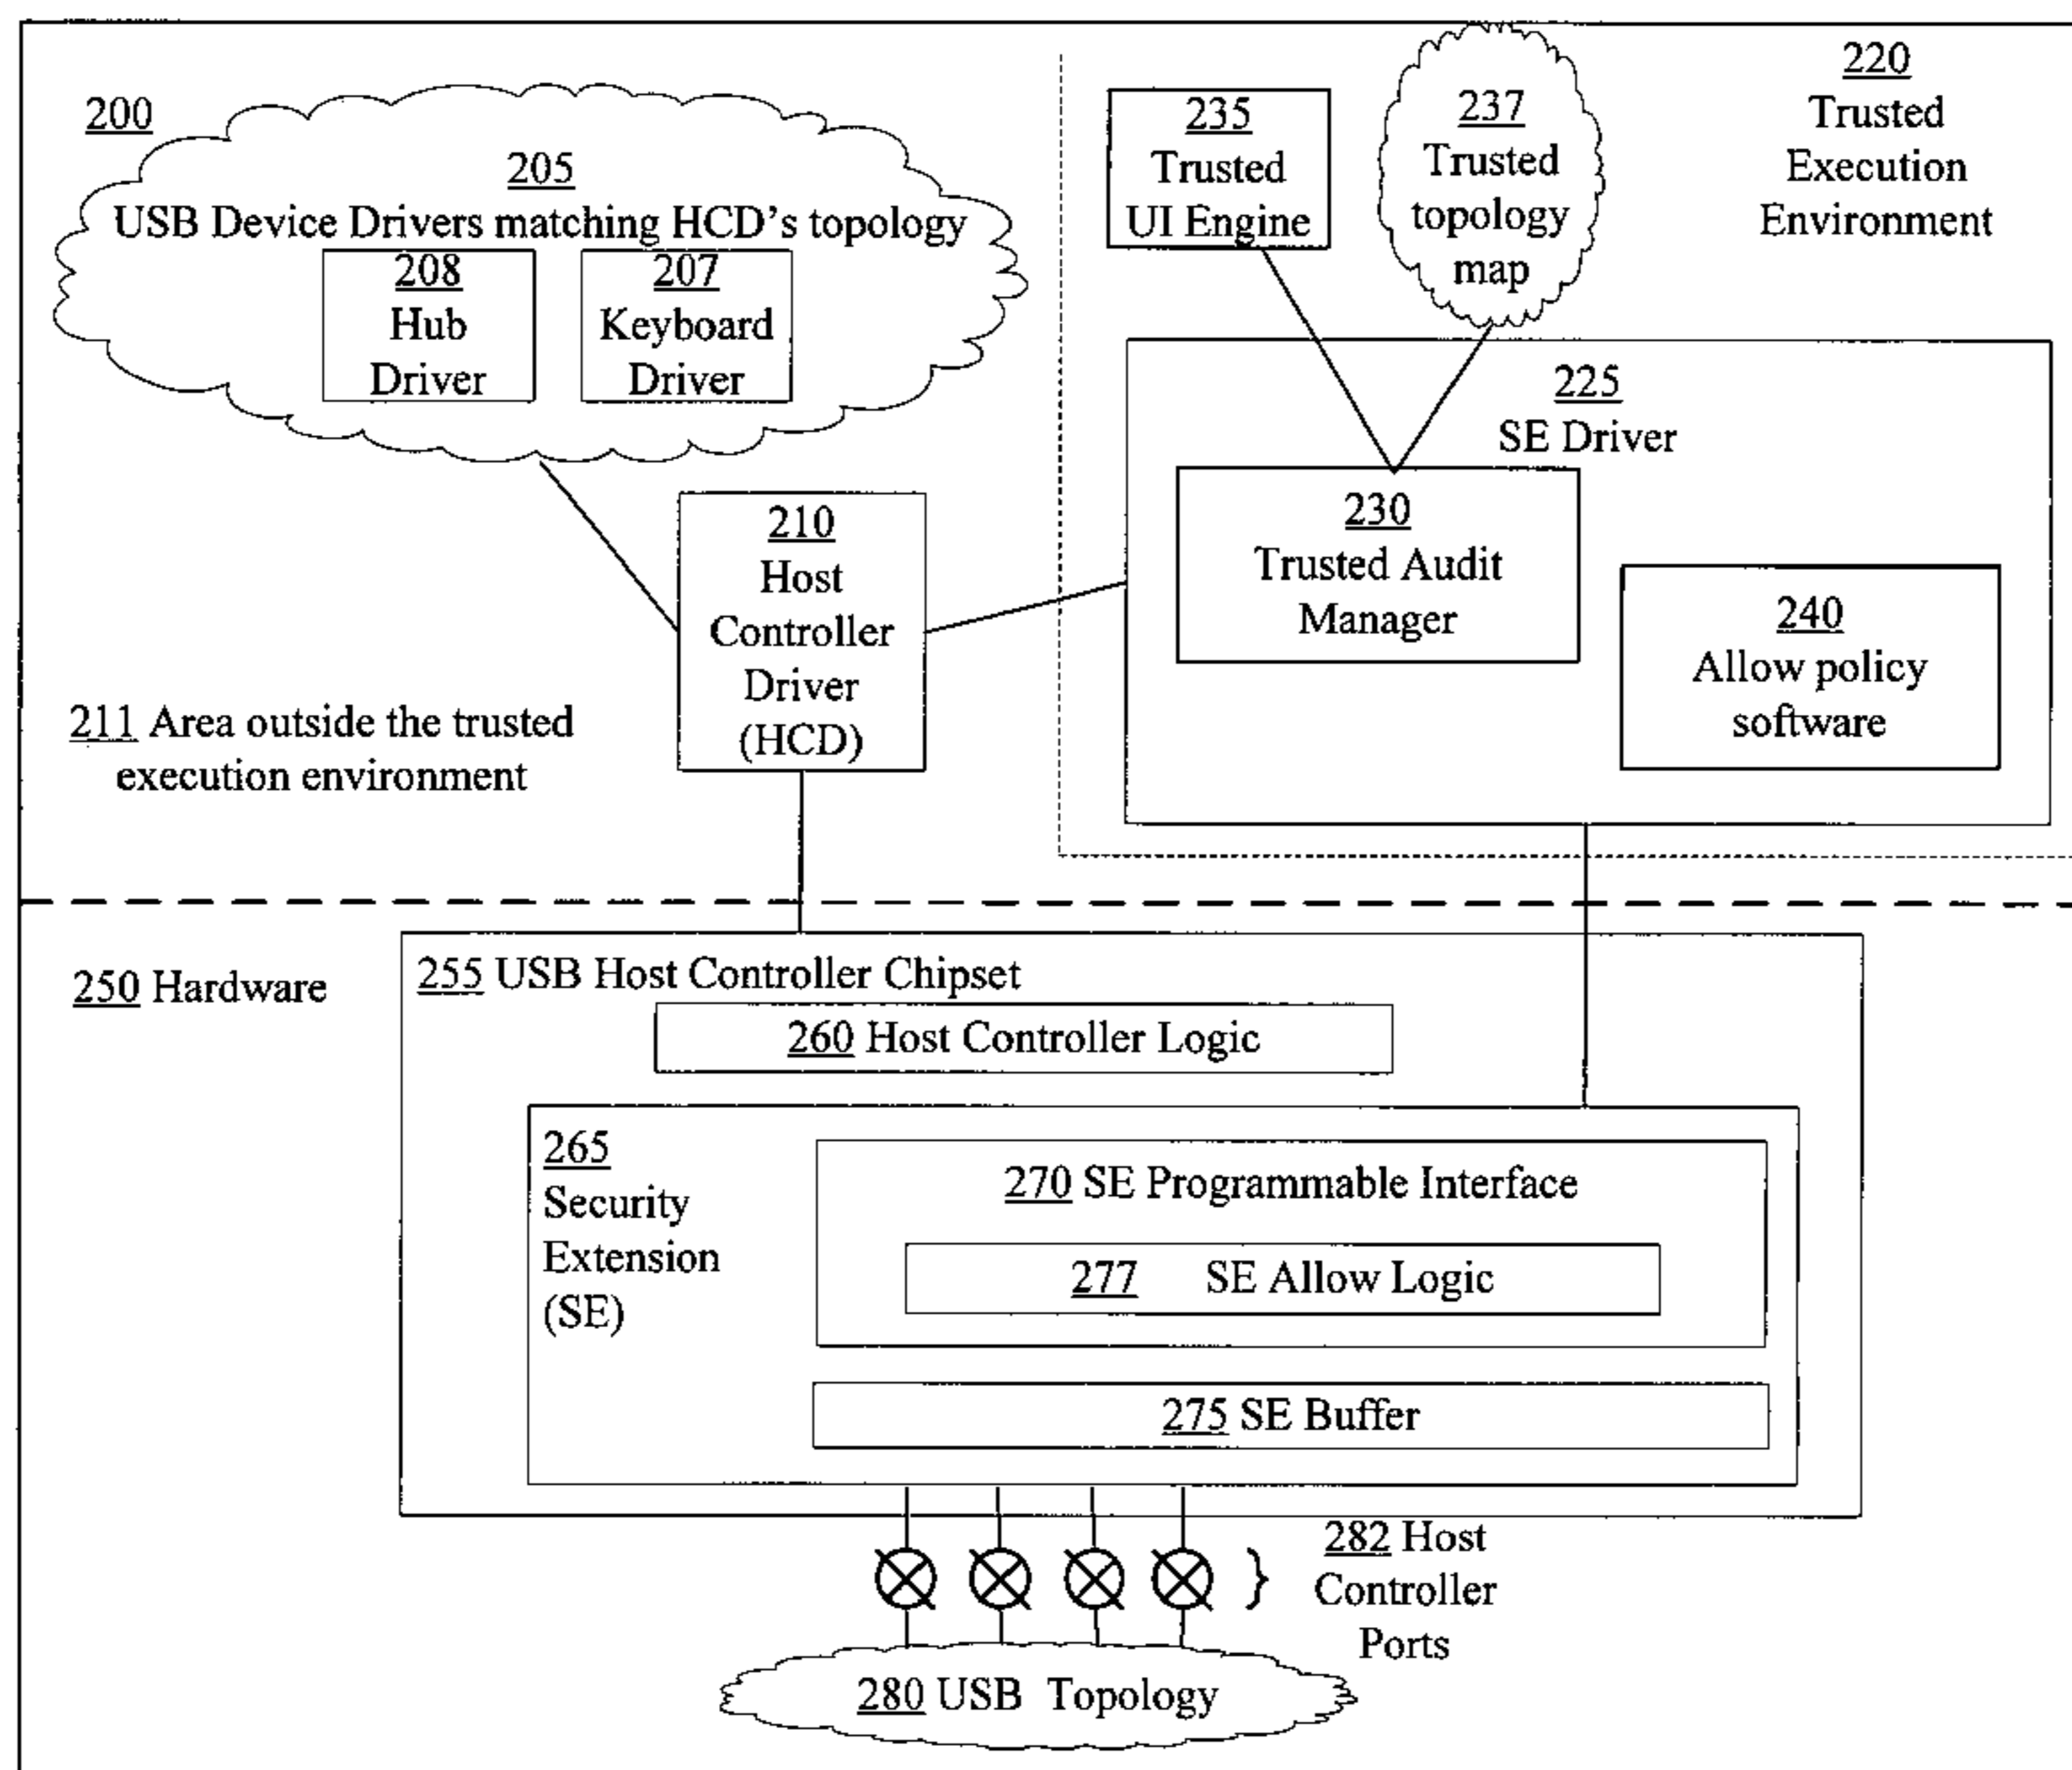 200
205
USB Device Drivers matching HCD's topology
208
Hub
Driver
207
Keyboard
Driver
235
Trusted
UI Engine
237
Trusted
topology
map
220
Trusted
Execution
Environment
225
SE Driver
230
Trusted Audit
Manager
240
Allow policy
software
210
Host
Controller
Driver
(HCD)
211 Area outside the trusted
execution environment
250 Hardware
255 USB Host Controller Chipset
260 Host Controller Logic
265
Security
Extension
(SE)
270 SE Programmable Interface
277 SE Allow Logic
275 SE Buffer
282 Host
Controller
Ports
280 USB Topology